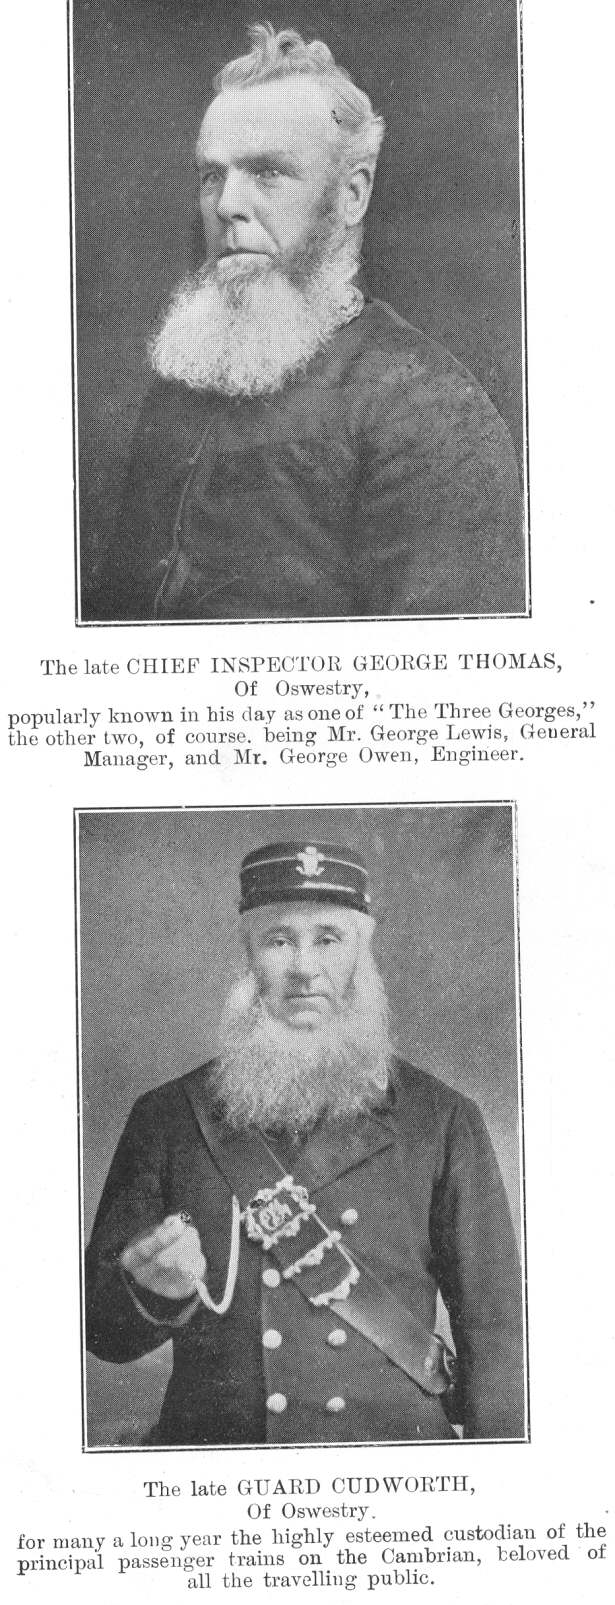 The late CHIEF INSPECTOR GEORGE THOMAS,
Of Oswestry,
popularly known in his day as one of "The Three Georges,"
the other two, of course. being Mr. George Lewis, General
Manager, and Mr. George Owen, Engineer.
The late GUARD CUDWORTH,
Of Oswestry.
for many a long year the highly esteemed custodian of the
principal passenger trains on the Cambrian, beloved of
all the travelling public.